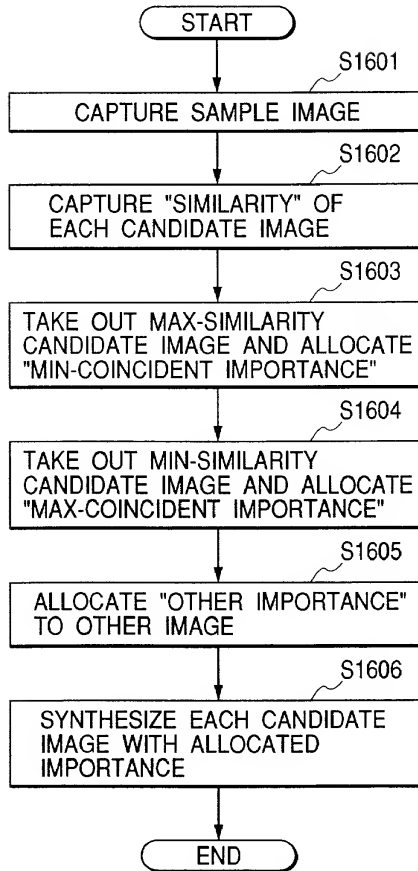 START
S1601
CAPTURE SAMPLE IMAGE
S1602
CAPTURE "SIMILARITY" OF
EACH CANDIDATE IMAGE
S1603
TAKE OUT MAX-SIMILARITY
CANDIDATE IMAGE AND ALLOCATE
"MIN-COINCIDENT IMPORTANCE"
S1604
TAKE OUT MIN-SIMILARITY
CANDIDATE IMAGE AND ALLOCATE
"MAX-COINCIDENT IMPORTANCE"
S1605
ALLOCATE "OTHER IMPORTANCE"
TO OTHER IMAGE
S1606
SYNTHESIZE EACH CANDIDATE
IMAGE WITH ALLOCATED
IMPORTANCE
END